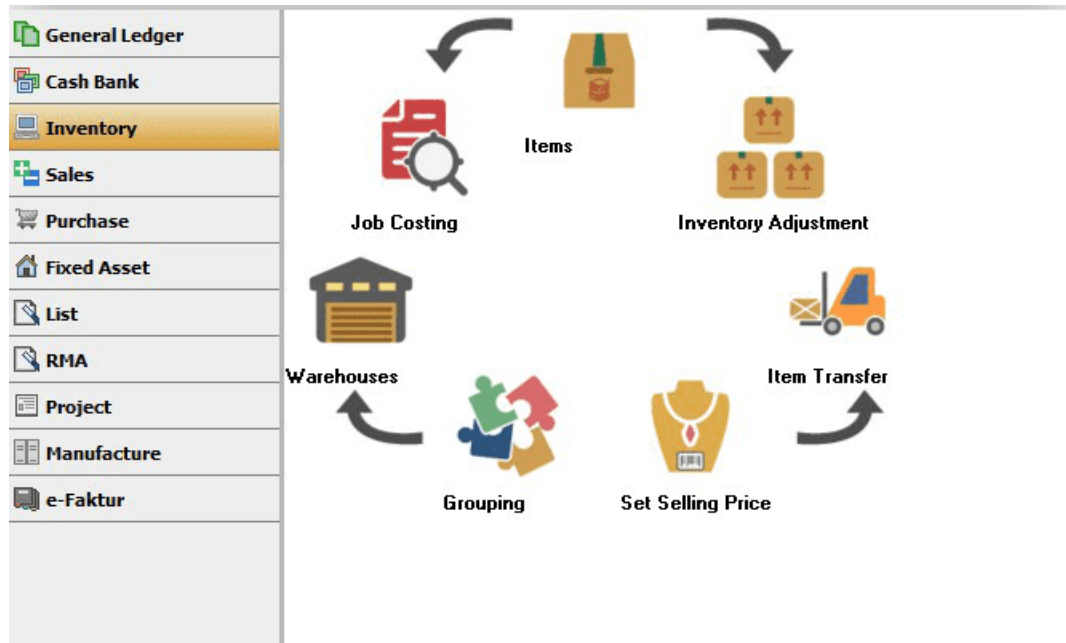 General Ledger
Cash Bank
Inventory
Sales
Purchase
Fixed Asset
List
RMA
Project
Manufacture
e-Faktur
Items
Job Costing
Inventory Adjustment
Warehouses
Item Transfer
Grouping
Set Selling Price